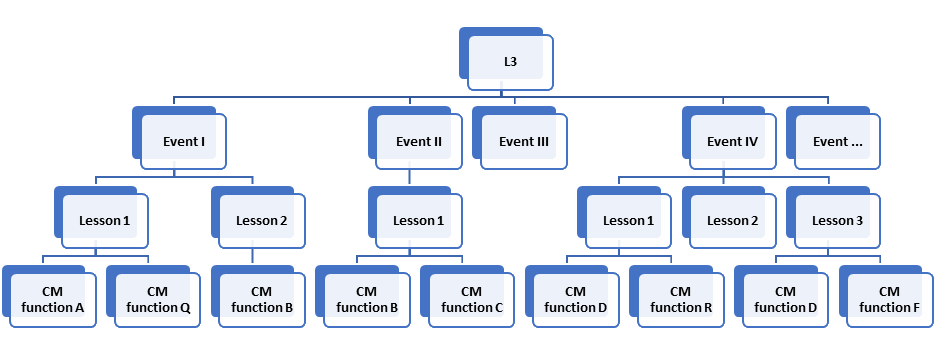 L3
Event I
Event II
Event III
Event IV
Event ...
Lesson 1
Lesson 2
Lesson 1
Lesson 1
Lesson 2
Lesson 3
CM
function A
CM
function Q
CM
function B
CM
function B
CM
function C
CM
function D
CM
function R
CM
function D
CM
function F